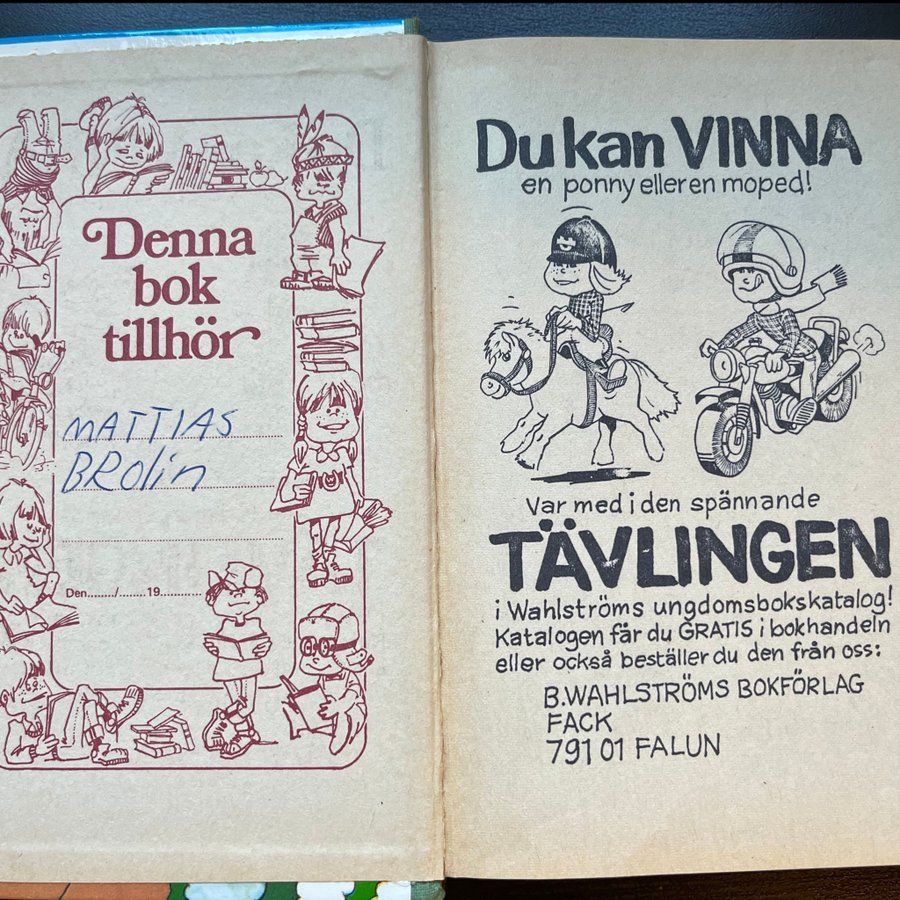 Denna
bok
tillhör
MATTIAS
BROlin
Den......../........19..........
Du kan VINNA
en ponny eller en moped!
Var med i den spännande
TÄVLINGEN
i Wahlströms ungdomsbokskatalog!
Katalogen får du GRATIS i bokhandeln
eller också beställer du den från oss:
B.WAHLSTRÖMS BOKFÖRLAG
FACK
791 01 FALUN